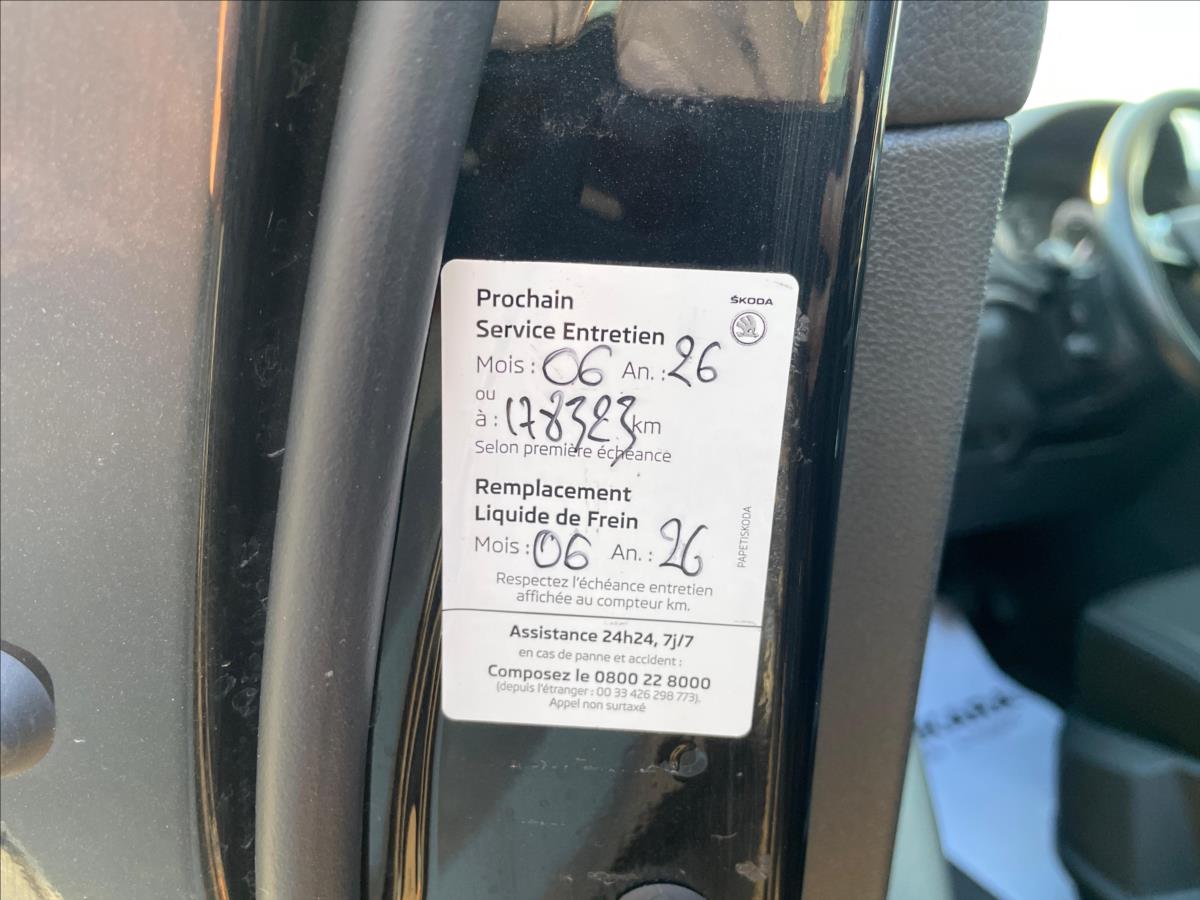 ŠKODA
Prochain
Service Entretien
Mois : 06 An. : 26
ou
à : 178323 km
Selon première échéance
Remplacement
Liquide de Frein
Mois : 06 An. : 26
PAPETISKODA
Respectez l'échéance entretien
affichée au compteur km.
Assistance 24h24, 7j/7
en cas de panne et accident :
Composez le 0800 22 8000
(depuis l'étranger : 00 33 426 298 773).
Appel non surtaxé